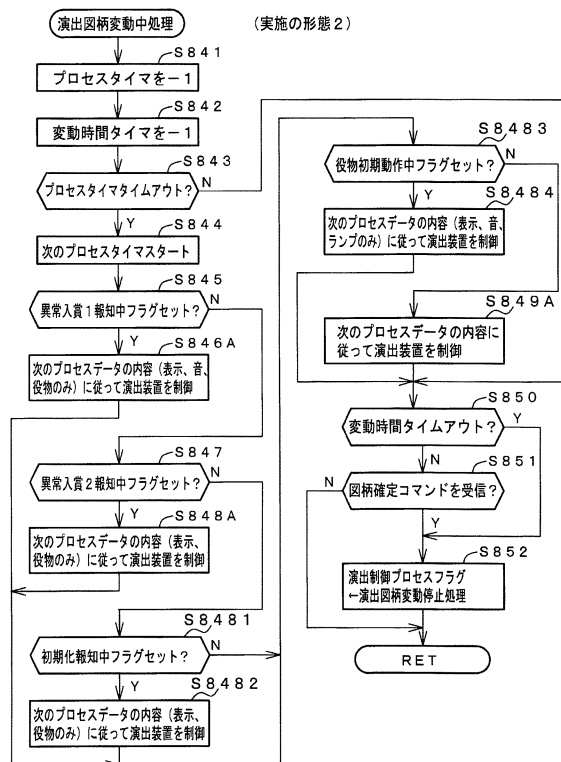 演出図柄変動中処理
(実施の形態2)
S841
プロセスタイマを－1
S842
変動時間タイマを－1
S843
プロセスタイマタイムアウト？
N
Y
S844
次のプロセスタイマスタート
S845
異常入賞1報知中フラグセット？
N
Y
S846A
次のプロセスデータの内容（表示、音、
役物のみ）に従って演出装置を制御
S847
異常入賞2報知中フラグセット？
N
Y
S848A
次のプロセスデータの内容（表示、
役物のみ）に従って演出装置を制御
S8481
初期化報知中フラグセット？
N
Y
S8482
次のプロセスデータの内容（表示、
役物のみ）に従って演出装置を制御
S8483
役物初期動作中フラグセット？
N
Y
S8484
次のプロセスデータの内容（表示、音、
ランプのみ）に従って演出装置を制御
S849A
次のプロセスデータの内容に
従って演出装置を制御
S850
変動時間タイムアウト？
Y
N
S851
図柄確定コマンドを受信？
N
Y
S852
演出制御プロセスフラグ
←演出図柄変動停止処理
RET